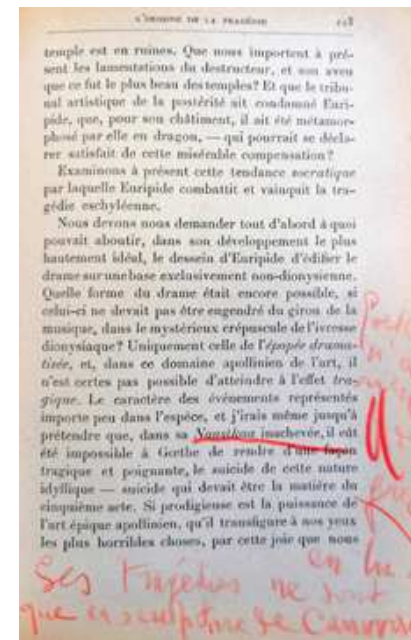 L'ORIGINE DE LA TRAGÉDIE
temple est en ruines. Que nous importent à pré-
sent les lamentations du destructeur, et son aveu
que ce fut le plus beau des temples? Et que le tribu-
nal artistique de la postérité ait condamné Euri-
pide, que, pour son châtiment, il ait été métamor-
phosé par elle en dragon, — qui pourrait se décla-
rer satisfait de cette misérable compensation?
Examinons à présent cette tendance socratique
par laquelle Euripide combattit et vainquit la tra-
gédie eschyléenne.
Nous devons nous demander tout d'abord à quoi
pouvait aboutir, dans son développement le plus
hautement idéal, le dessein d'Euripide d'édifier le
drame sur une base exclusivement non-dionysienne.
Quelle forme du drame était encore possible, si
celui-ci ne devait pas être engendré du giron de la
musique, dans le mystérieux crépuscule de l'ivresse
dionysiaque? Uniquement celle de l'épopée drama-
tisée, et, dans ce domaine apollinien de l'art, il
n'est certes pas possible d'atteindre à l'effet tra-
gique. Le caractère des événements représentés
importe peu dans l'espèce, et j'irais même jusqu'à
prétendre que, dans sa Nausikaa inachevée, il eût
été impossible à Gœthe de rendre d'une façon
tragique et poignante, le suicide de cette nature
idyllique — suicide qui devait être la matière du
cinquième acte. Si prodigieuse est la puissance de
l'art épique apollinien, qu'il transfigure à nos yeux
les plus horribles choses, par cette joie que nous
en lui
Ses tragédies ne sont
que en sculpture de Canova